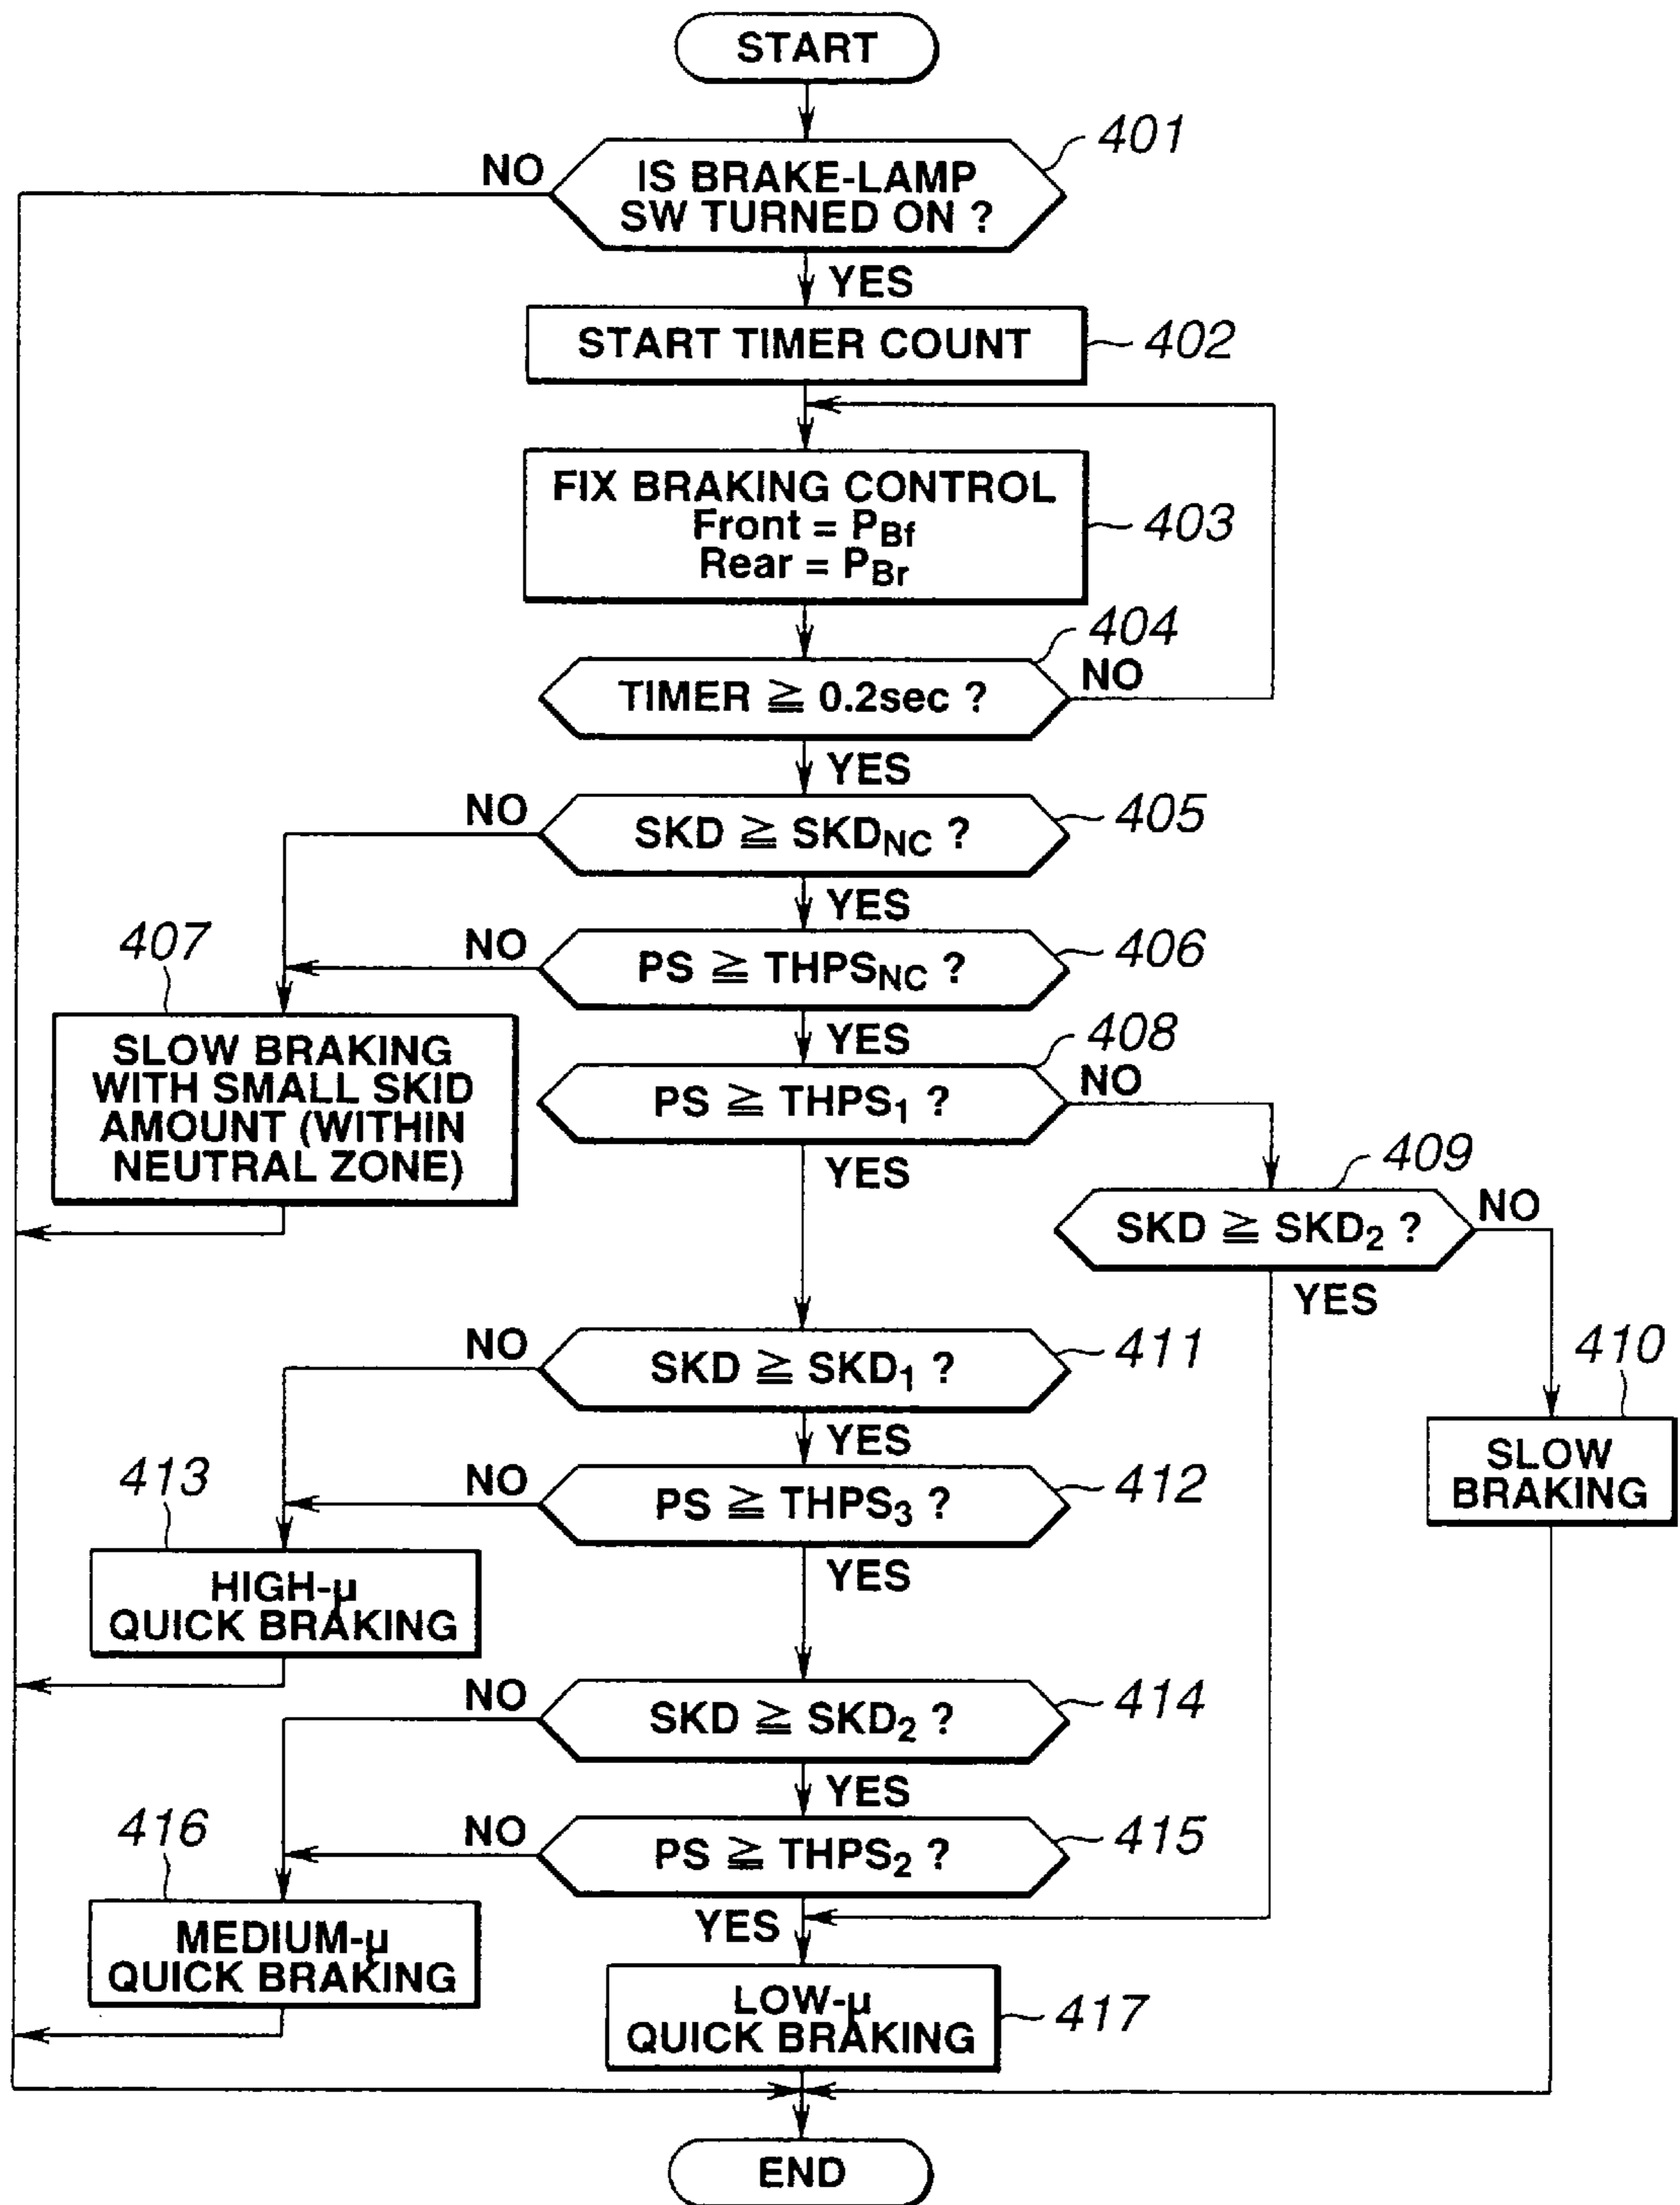 START
401
NO
IS BRAKE-LAMP
SW TURNED ON ?
YES
START TIMER COUNT
402
FIX BRAKING CONTROL
Front = PBf
Rear = PBr
403
404
TIMER ≧ 0.2sec ?
NO
YES
NO
SKD ≧ SKDNC ?
405
YES
407
NO
PS ≧ THPSNC ?
406
YES
408
SLOW BRAKING
WITH SMALL SKID
AMOUNT (WITHIN
NEUTRAL ZONE)
PS ≧ THPS1 ?
NO
YES
409
SKD ≧ SKD2 ?
NO
YES
NO
SKD ≧ SKD1 ?
411
410
YES
SLOW
BRAKING
413
NO
PS ≧ THPS3 ?
412
YES
HIGH-µ
QUICK BRAKING
NO
SKD ≧ SKD2 ?
414
YES
416
NO
PS ≧ THPS2 ?
415
YES
MEDIUM-µ
QUICK BRAKING
LOW-µ
QUICK BRAKING
417
END